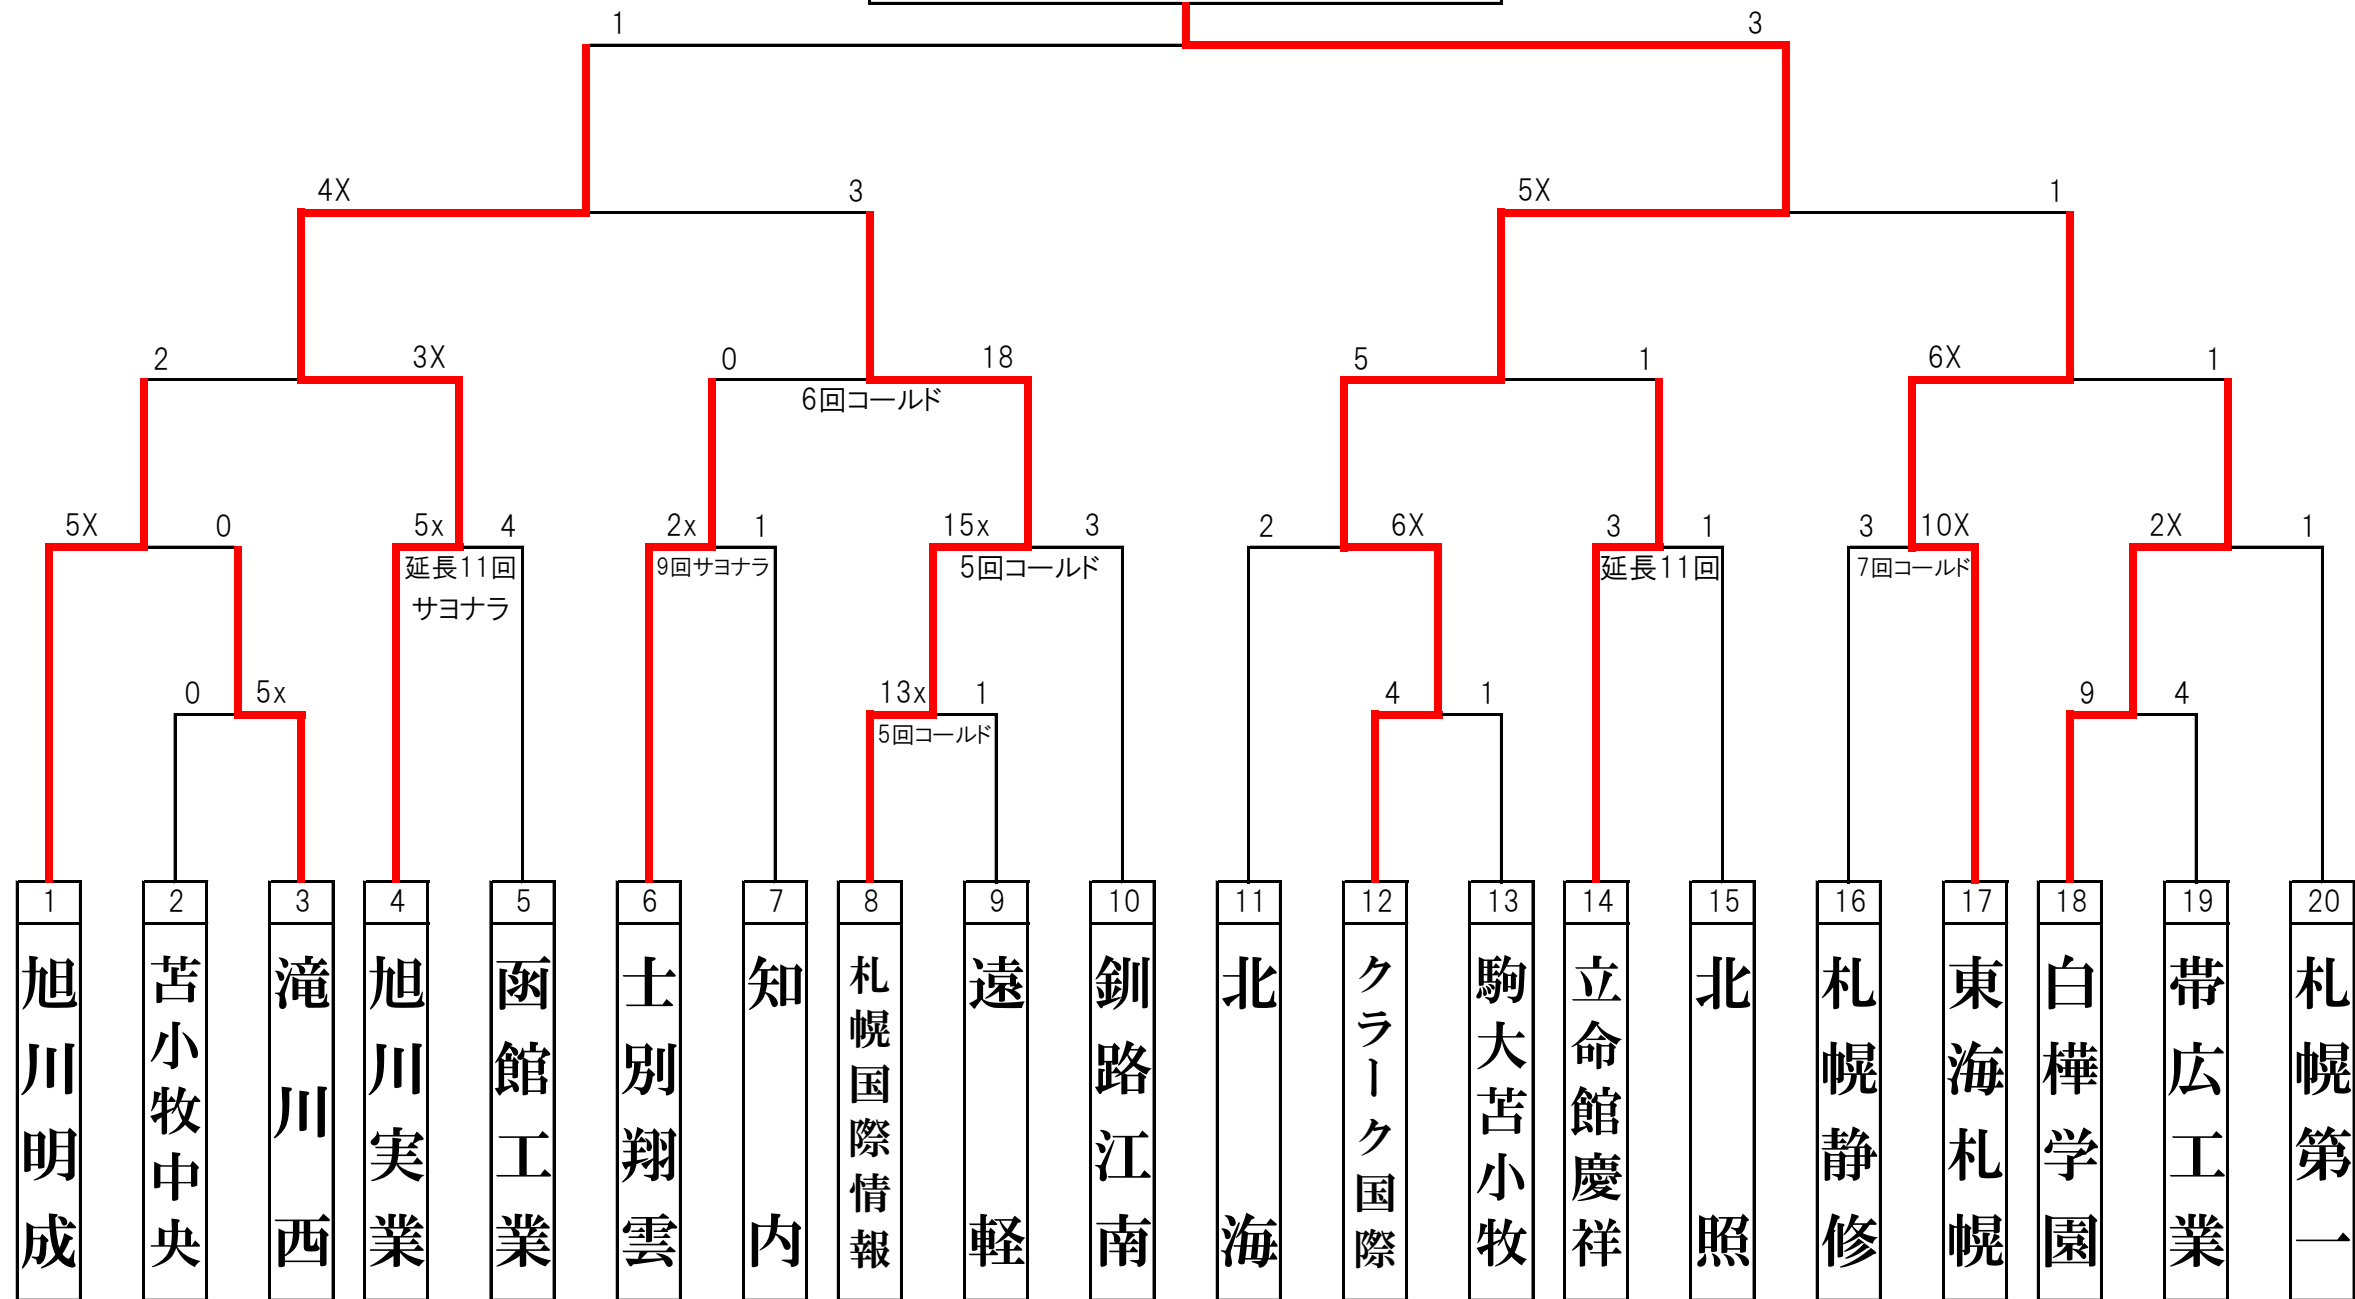 1 3
4X 3 5X 1
2 3X 0 18 5 1 6X 1
6回コールド
5X 0 5x 4 2x 1 15x 3 2 6X 3 1 3 10X 2X 1
延長11回 9回サヨナラ 5回コールド 延長11回 7回コールド
サヨナラ
0 5x 13x 1 4 1 9 4
5回コールド
1 2 3 4 5 6 7 8 9 10 11 12 13 14 15 16 17 18 19 20
旭川明成
苫小牧中央
滝川西
旭川実業
函館工業
士別翔雲
知内
札幌国際情報
遠軽
釧路江南
北海
クラーク国際
駒大苫小牧
立命館慶祥
北照
札幌静修
東海札幌
白樺学園
帯広工業
札幌第一